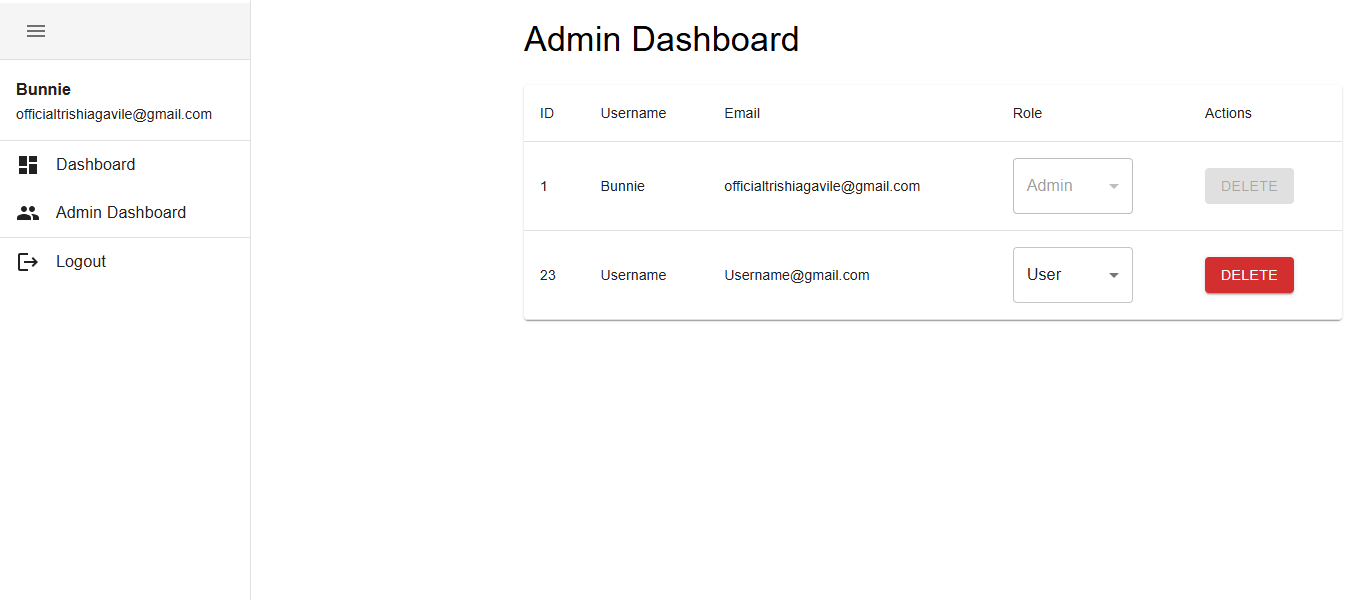 Bunnie
officialtrishiagavile@gmail.com
Dashboard
Admin Dashboard
Logout
Admin Dashboard
ID Username Email Role Actions
1 Bunnie officialtrishiagavile@gmail.com Admin DELETE
23 Username Username@gmail.com User DELETE